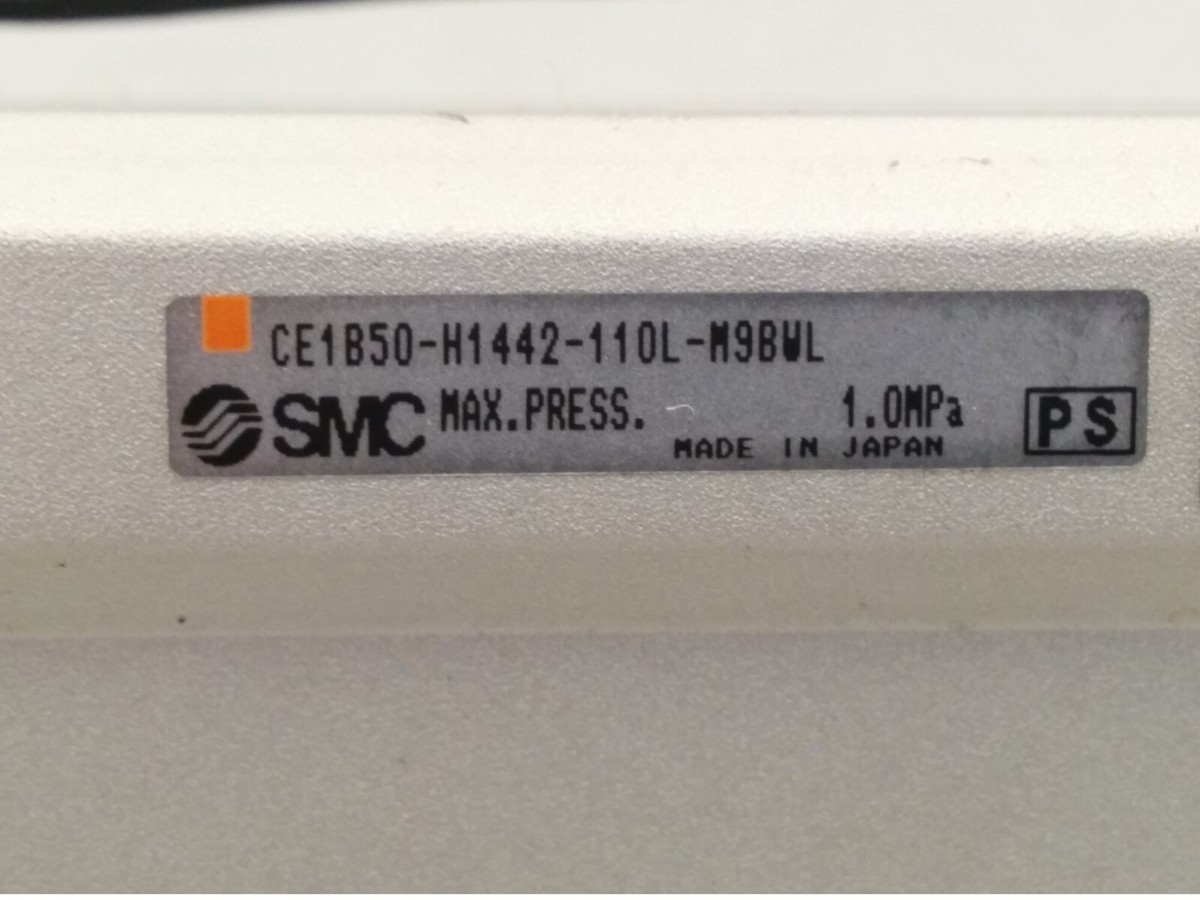 CE1B50-H1442-110L-M9BWL
SMC MAX.PRESS. 1.0MPa
MADE IN JAPAN
PS